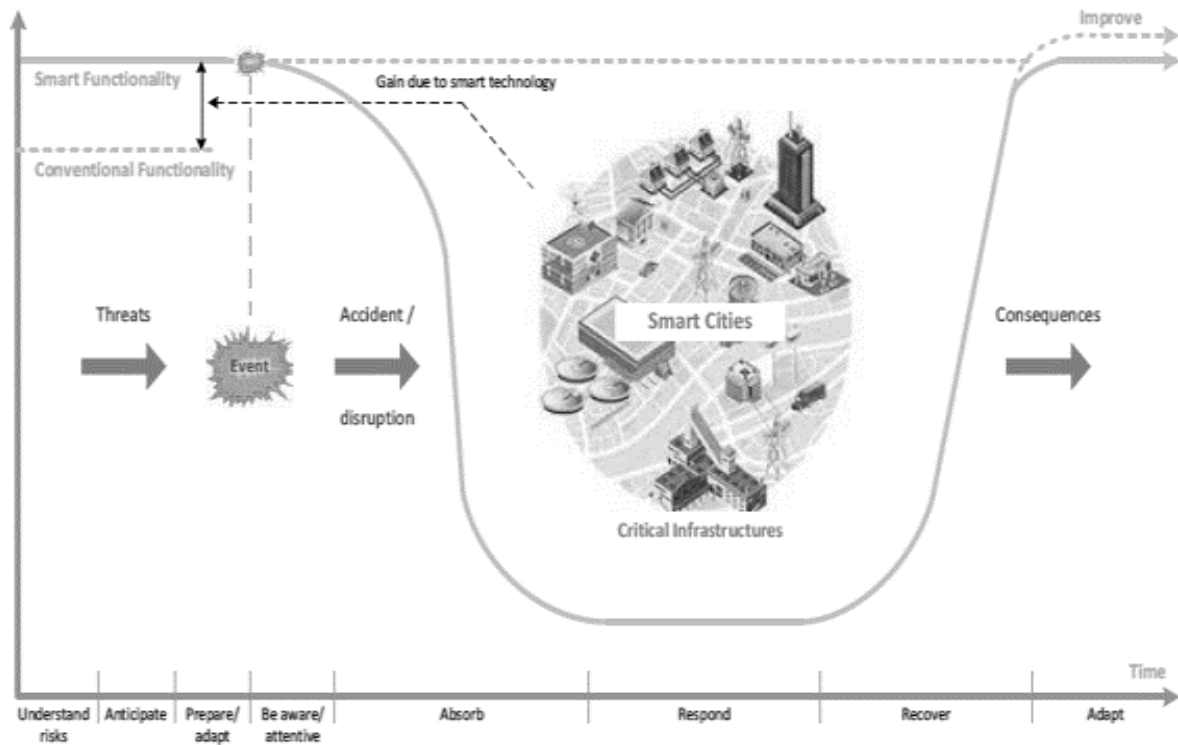 Improve
Smart Functionality
Gain due to smart technology
Conventional Functionality
Threats
Accident /
Smart Cities
Consequences
Event
disruption
Critical Infrastructures
Time
Understand
risks
Anticipate
Prepare/
adapt
Be aware/
attentive
Absorb
Respond
Recover
Adapt